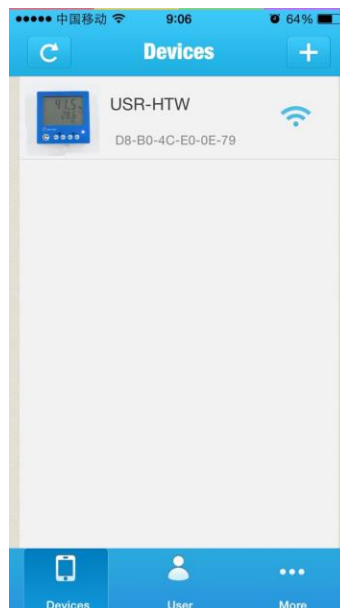 中国移动 9:06 64%
Devices
USR-HTW
D8-B0-4C-E0-0E-79
Devices User More